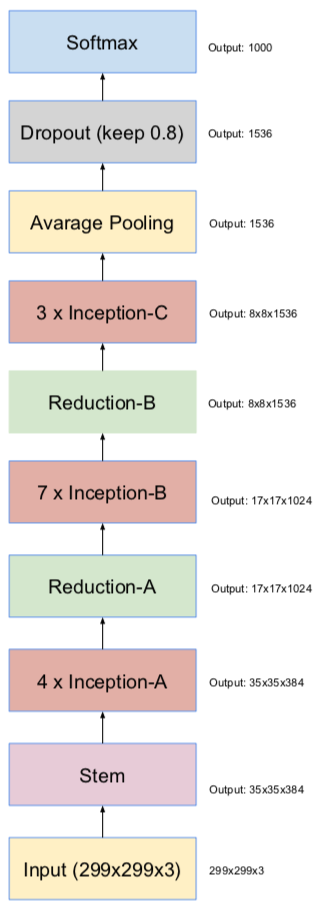 Softmax
Output: 1000
Dropout (keep 0.8)
Output: 1536
Avarage Pooling
Output: 1536
3 x Inception-C
Output: 8x8x1536
Reduction-B
Output: 8x8x1536
7 x Inception-B
Output: 17x17x1024
Reduction-A
Output: 17x17x1024
4 x Inception-A
Output: 35x35x384
Stem
Output: 35x35x384
Input (299x299x3)
299x299x3